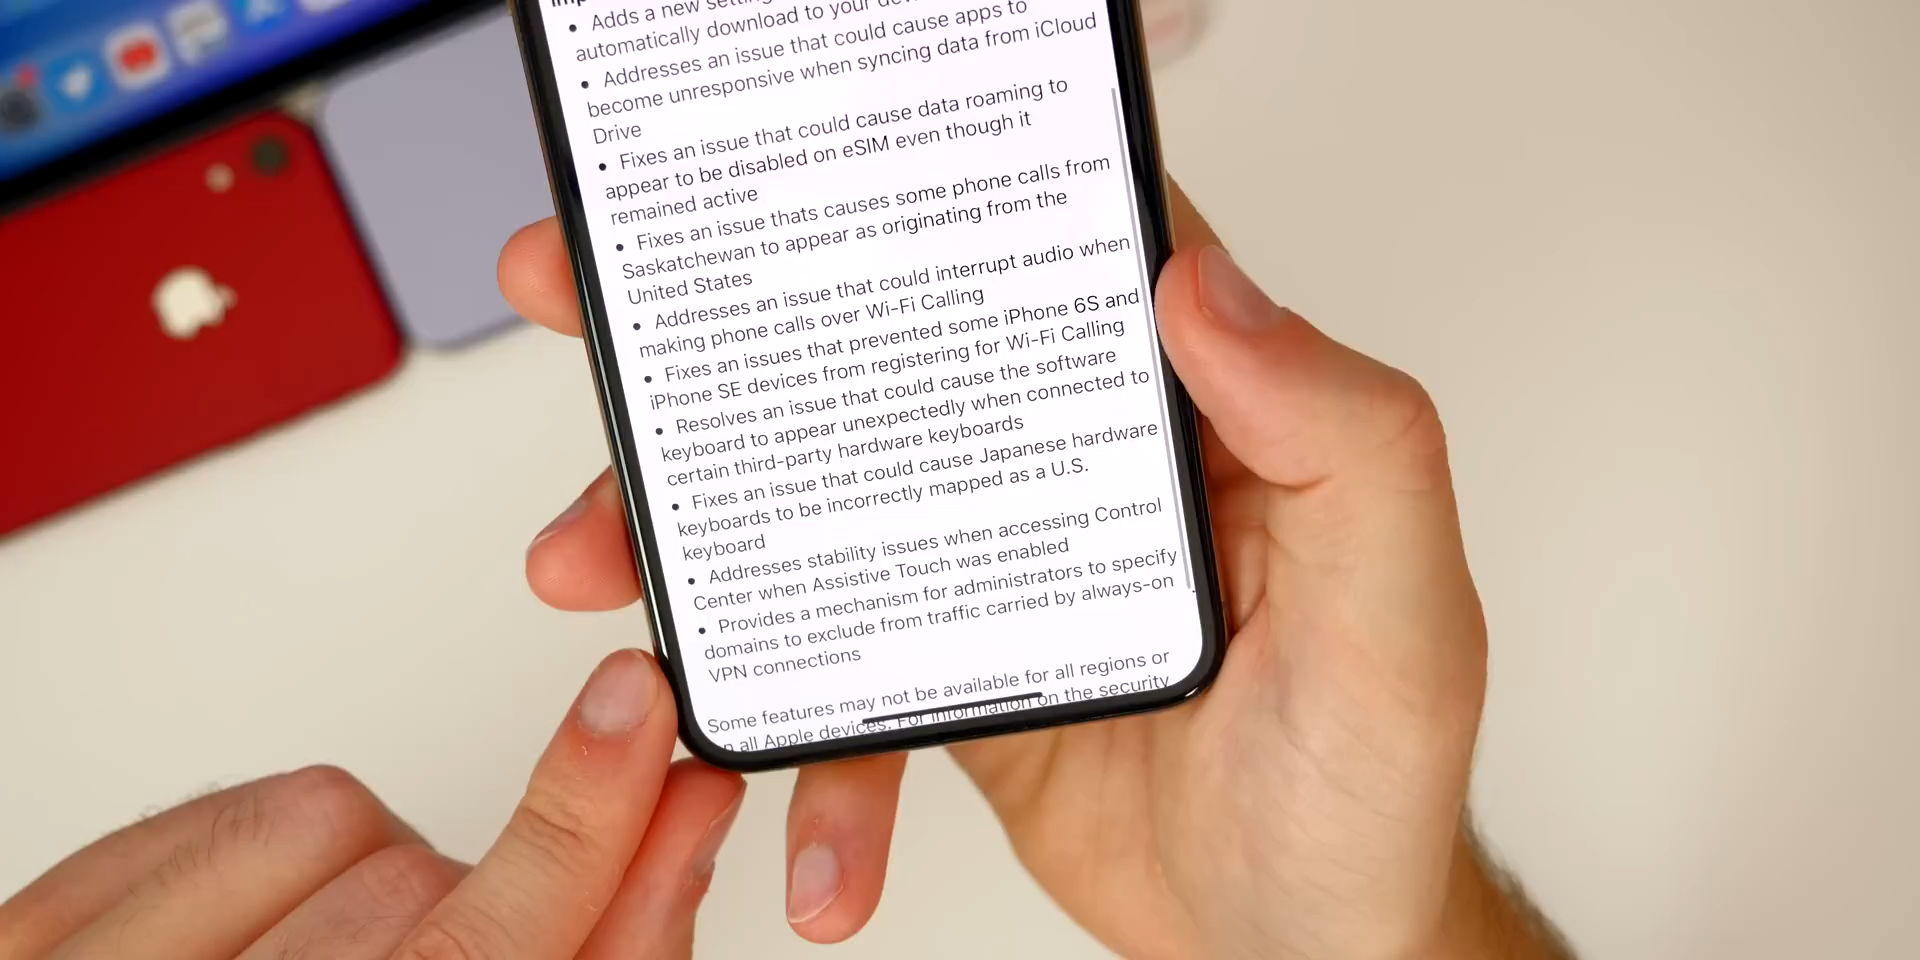 • Adds a new
automatically download to your
• Addresses an issue that could cause apps to
become unresponsive when syncing data from iCloud
Drive
• Fixes an issue that could cause data roaming to
appear to be disabled on eSIM even though it
remained active
• Fixes an issue thats causes some phone calls from
Saskatchewan to appear as originating from the
United States
• Addresses an issue that could interrupt audio when
making phone calls over Wi-Fi Calling
• Fixes an issues that prevented some iPhone 6S and
iPhone SE devices from registering for Wi-Fi Calling
• Resolves an issue that could cause the software
keyboard to appear unexpectedly when connected to
certain third-party hardware keyboards
• Fixes an issue that could cause Japanese hardware
keyboards to be incorrectly mapped as a U.S.
keyboard
• Addresses stability issues when accessing Control
Center when Assistive Touch was enabled
• Provides a mechanism for administrators to specify
domains to exclude from traffic carried by always-on
VPN connections
Some features may not be available for all regions or
all Apple devices. For information on the security